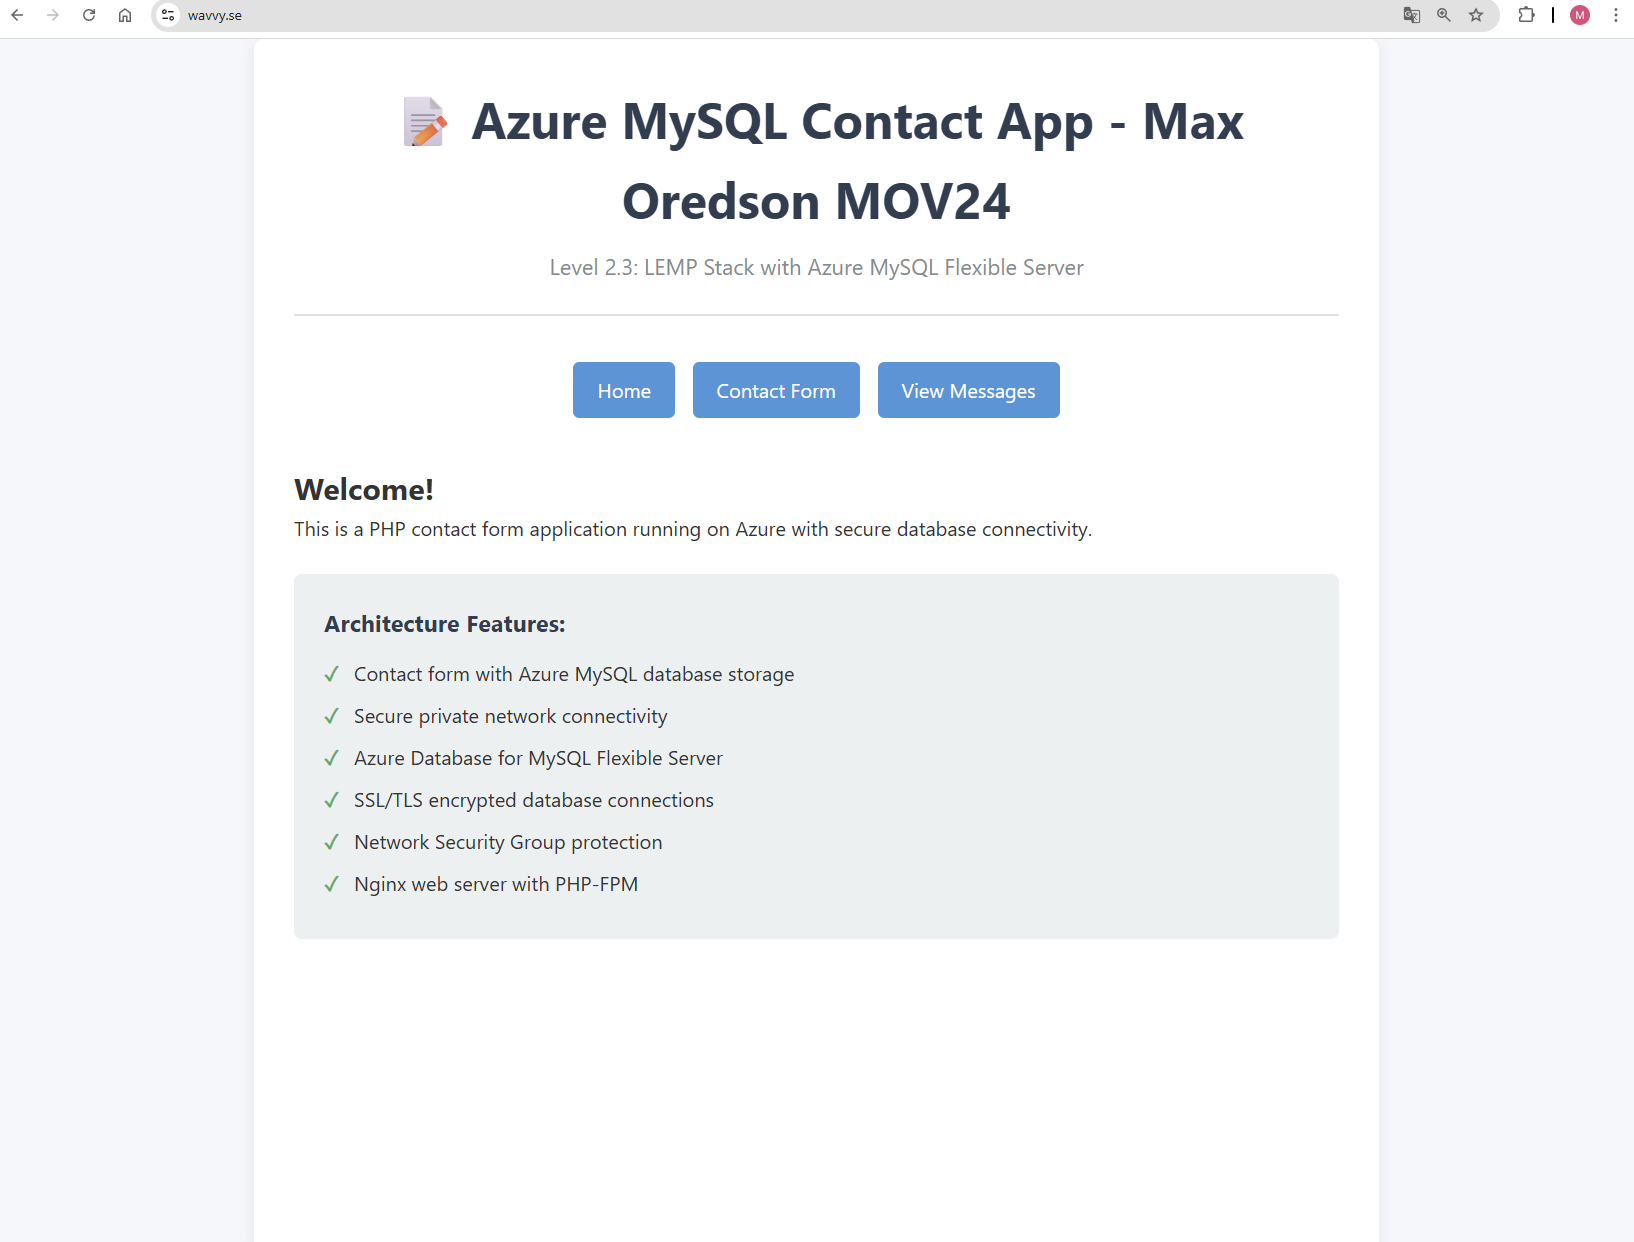 wavvy.se
M
Azure MySQL Contact App - Max
Oredson MOV24
Level 2.3: LEMP Stack with Azure MySQL Flexible Server
Home
Contact Form
View Messages
Welcome!
This is a PHP contact form application running on Azure with secure database connectivity.
Architecture Features:
✓ Contact form with Azure MySQL database storage
✓ Secure private network connectivity
✓ Azure Database for MySQL Flexible Server
✓ SSL/TLS encrypted database connections
✓ Network Security Group protection
✓ Nginx web server with PHP-FPM